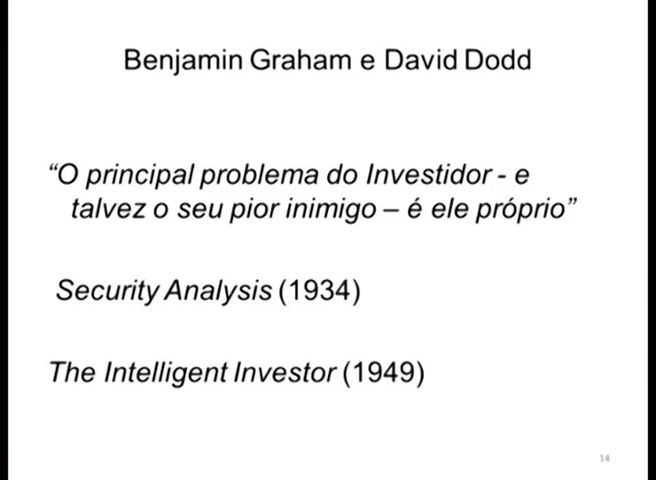 Benjamin Graham e David Dodd
“O principal problema do Investidor - e
talvez o seu pior inimigo – é ele próprio”
Security Analysis (1934)
The Intelligent Investor (1949)
14